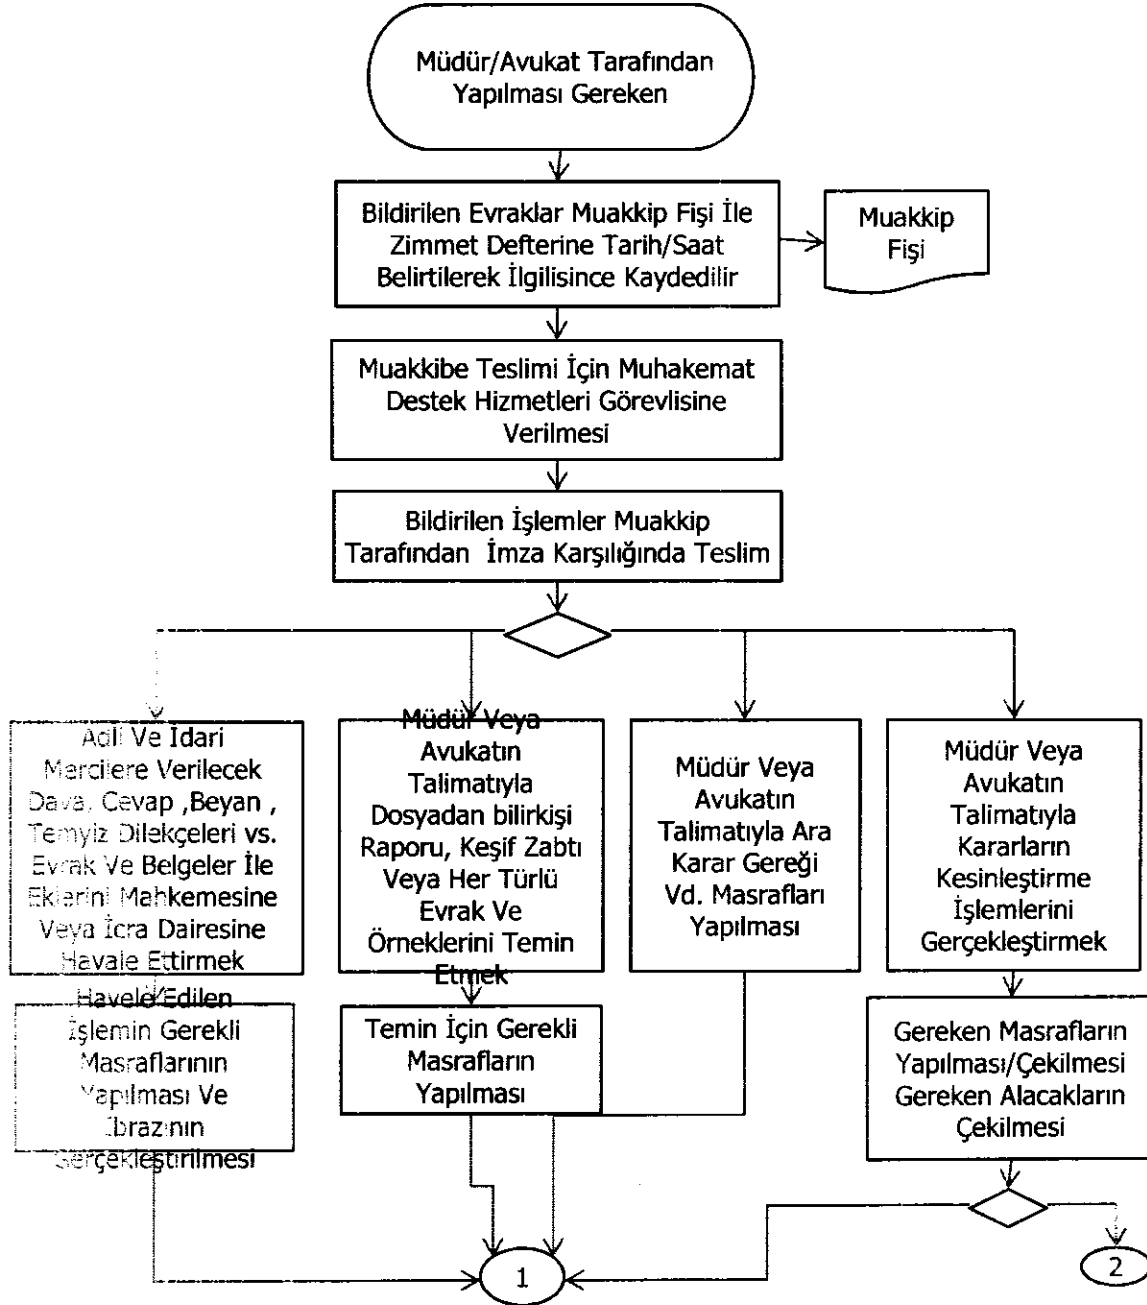 Müdür/Avukat Tarafından
Yapılması Gereken
Bildirilen Evraklar Muakkip Fişi İle
Zimmet Defterine Tarih/Saat
Belirtilerek İlgilisince Kaydedilir
Muakkip
Fişi
Muakkibe Teslimi İçin Muhakemat
Destek Hizmetleri Görevlisine
Verilmesi
Bildirilen İşlemler Muakkip
Tarafından İmza Karşılığında Teslim
Adli Ve İdari
Mercilere Verilecek
Dava, Cevap ,Beyan ,
Temyiz Dilekçeleri vs.
Evrak Ve Belgeler İle
Eklerini Mahkemesine
Veya İcra Dairesine
Havale Ettirmek
Müdür Veya
Avukatın
Talimatıyla
Dosyadan bilirkişi
Raporu, Keşif Zabtı
Veya Her Türlü
Evrak Ve
Örneklerini Temin
Etmek
Müdür Veya
Avukatın
Talimatıyla Ara
Karar Gereği
Vd. Masrafları
Yapılması
Müdür Veya
Avukatın
Talimatıyla
Kararların
Kesinleştirme
İşlemlerini
Gerçekleştirmek
Havele Edilen
İşlemin Gerekli
Masraflarının
Yapılması Ve
İbrazının
Gerçekleştirilmesi
Temin İçin Gerekli
Masrafların
Yapılması
Gereken Masrafların
Yapılması/Çekilmesi
Gereken Alacakların
Çekilmesi
1
2